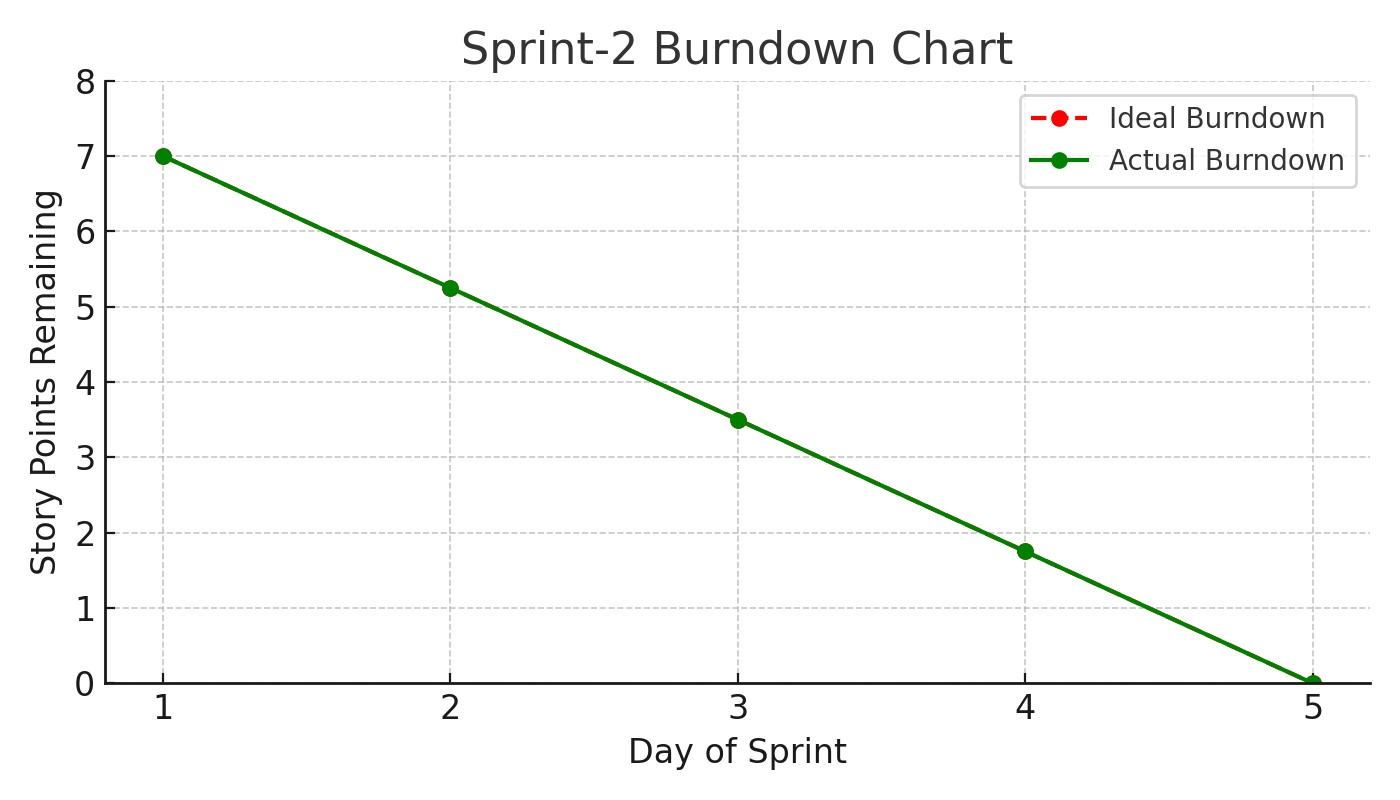 Sprint-2 Burndown Chart
Ideal Burndown
Actual Burndown
Story Points Remaining
8
7
6
5
4
3
2
1
0
1 2 3 4 5
Day of Sprint